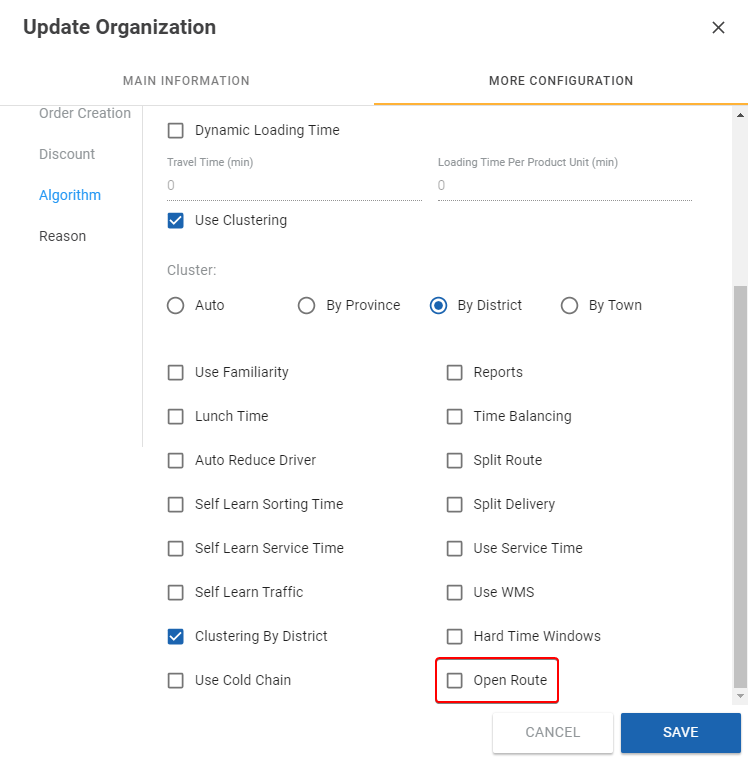 Update Organization
MAIN INFORMATION
MORE CONFIGURATION
Order Creation
Discount
Algorithm
Reason
Dynamic Loading Time
Travel Time (min)
Loading Time Per Product Unit (min)
0
0
Use Clustering
Cluster:
Auto
By Province
By District
By Town
Use Familiarity
Reports
Lunch Time
Time Balancing
Auto Reduce Driver
Split Route
Self Learn Sorting Time
Split Delivery
Self Learn Service Time
Use Service Time
Self Learn Traffic
Use WMS
Clustering By District
Hard Time Windows
Use Cold Chain
Open Route
CANCEL
SAVE